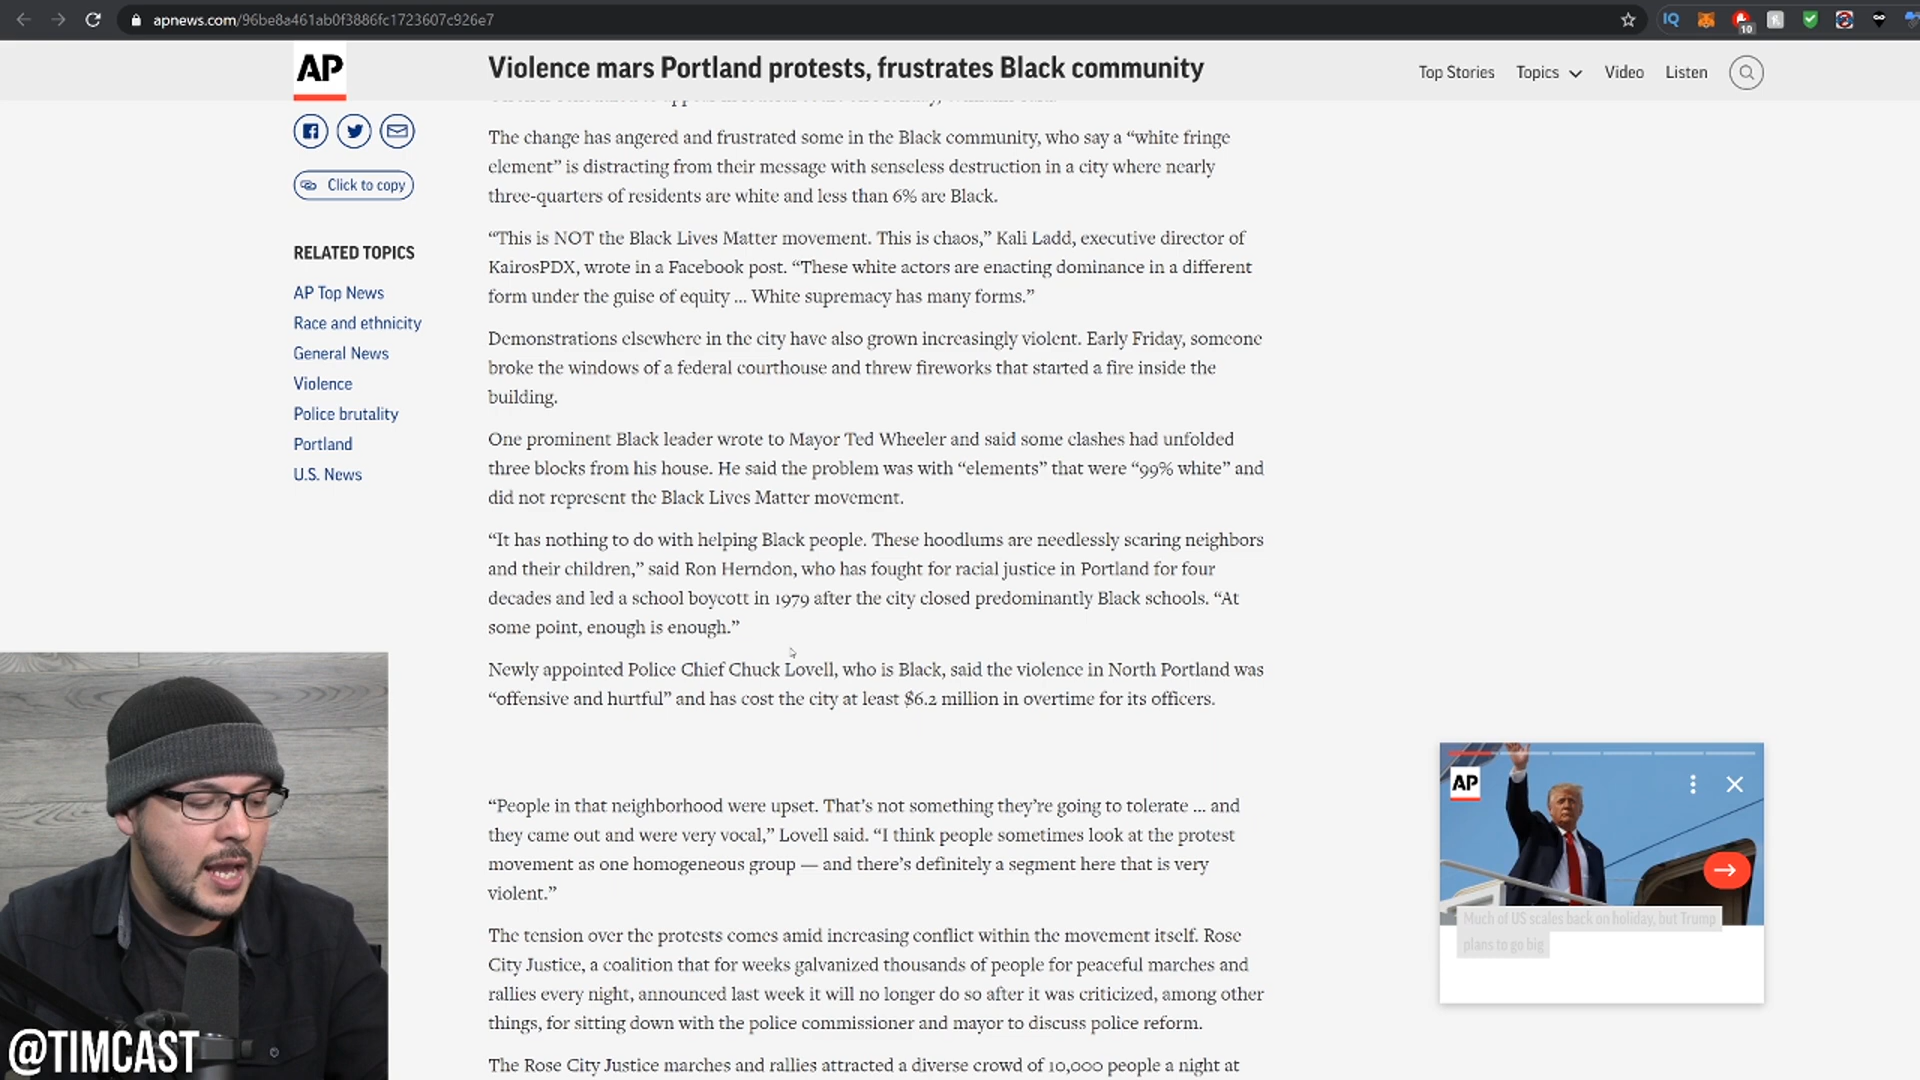 apnews.com/96be8a461ab0f3886fc1723607c926e7
IQ
10
AP
Violence mars Portland protests, frustrates Black community
Top Stories
Topics
Video
Listen
Click to copy
RELATED TOPICS
AP Top News
Race and ethnicity
General News
Violence
Police brutality
Portland
U.S. News
The change has angered and frustrated some in the Black community, who say a “white fringe
element” is distracting from their message with senseless destruction in a city where nearly
three-quarters of residents are white and less than 6% are Black.
“This is NOT the Black Lives Matter movement. This is chaos,” Kali Ladd, executive director of
KairosPDX, wrote in a Facebook post. “These white actors are enacting dominance in a different
form under the guise of equity ... White supremacy has many forms.”
Demonstrations elsewhere in the city have also grown increasingly violent. Early Friday, someone
broke the windows of a federal courthouse and threw fireworks that started a fire inside the
building.
One prominent Black leader wrote to Mayor Ted Wheeler and said some clashes had unfolded
three blocks from his house. He said the problem was with “elements” that were “99% white” and
did not represent the Black Lives Matter movement.
“It has nothing to do with helping Black people. These hoodlums are needlessly scaring neighbors
and their children,” said Ron Herndon, who has fought for racial justice in Portland for four
decades and led a school boycott in 1979 after the city closed predominantly Black schools. “At
some point, enough is enough.”
Newly appointed Police Chief Chuck Lovell, who is Black, said the violence in North Portland was
“offensive and hurtful” and has cost the city at least $6.2 million in overtime for its officers.
“People in that neighborhood were upset. That’s not something they’re going to tolerate ... and
they came out and were very vocal,” Lovell said. “I think people sometimes look at the protest
movement as one homogeneous group — and there’s definitely a segment here that is very
violent.”
The tension over the protests comes amid increasing conflict within the movement itself. Rose
City Justice, a coalition that for weeks galvanized thousands of people for peaceful marches and
rallies every night, announced last week it will no longer do so after it was criticized, among other
things, for sitting down with the police commissioner and mayor to discuss police reform.
The Rose City Justice marches and rallies attracted a diverse crowd of 10,000 people a night at
AP
Much of US scales back on holiday, but Trump
plans to go big
@TIMCAST